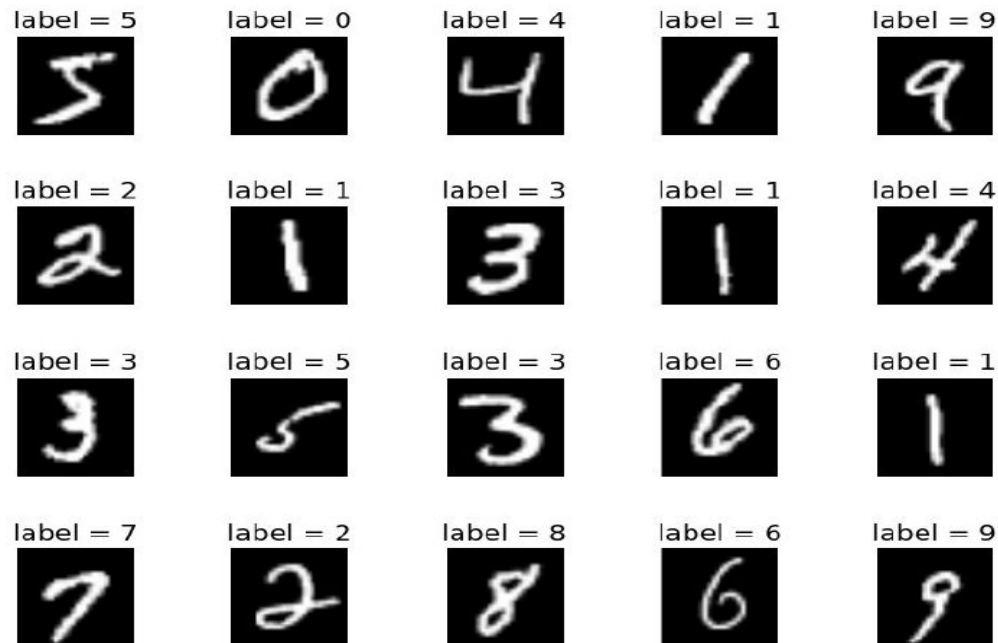 label = 5 label = 0 label = 4 label = 1 label = 9
5 0 4 1 9
label = 2 label = 1 label = 3 label = 1 label = 4
2 1 3 1 4
label = 3 label = 5 label = 3 label = 6 label = 1
3 5 3 6 1
label = 7 label = 2 label = 8 label = 6 label = 9
7 2 8 6 9